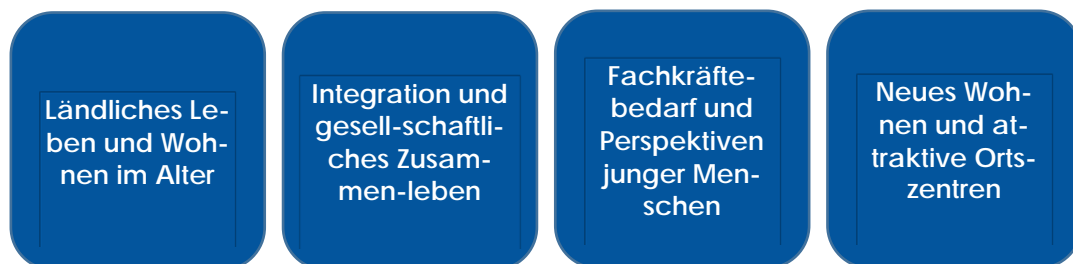 Ländliches Le-
ben und Woh-
nen im Alter
Integration und
gesell-schaftli-
ches Zusam-
men-leben
Fachkräfte-
bedarf und
Perspektiven
junger Men-
schen
Neues Woh-
nen und at-
traktive Orts-
zentren